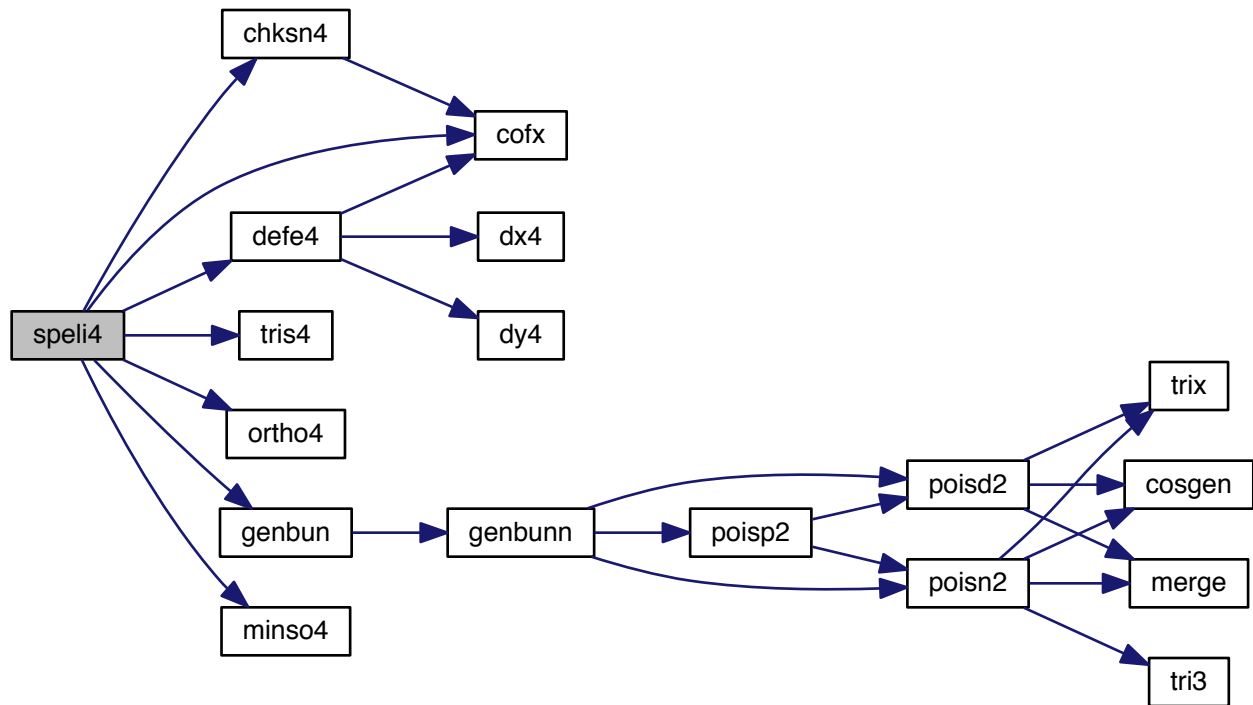 chksn4
cofx
defe4
dx4
speli4
tris4
dy4
trix
ortho4
poisd2
cosgen
genbun
genbunn
poisp2
poisn2
merge
minso4
tri3